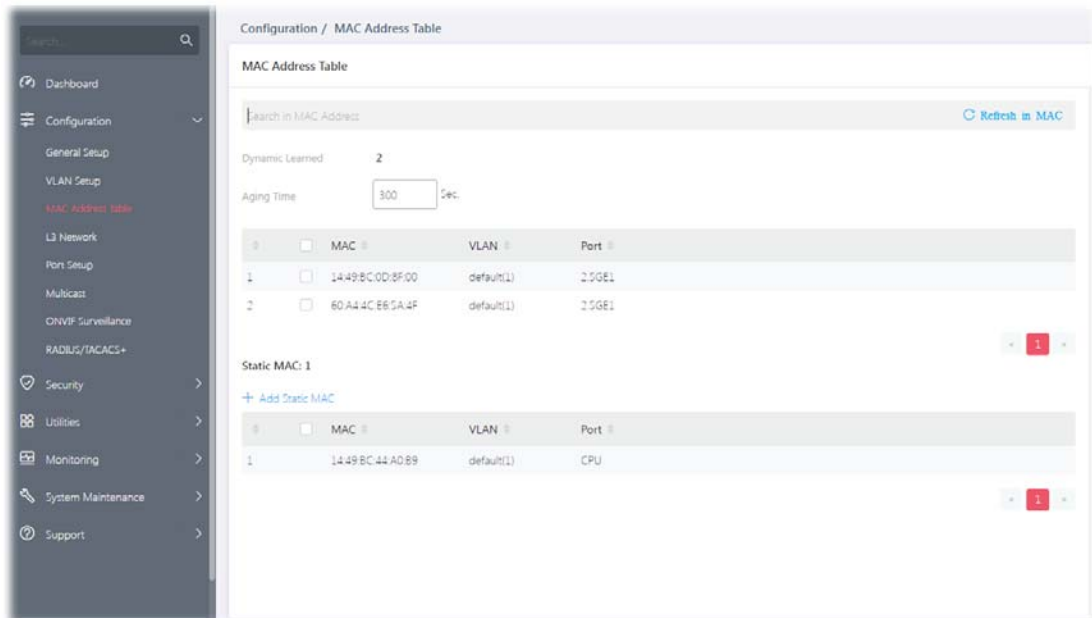 Search...
Dashboard
Configuration
General Setup
VLAN Setup
MAC Address Table
L3 Network
Port Setup
Multicast
ONVIF Surveillance
RADIUS/TACACS+
Security
Utilities
Monitoring
System Maintenance
Support
Configuration / MAC Address Table
MAC Address Table
Search in MAC Address
Refresh in MAC
Dynamic Learned 2
Aging Time 300 Sec.
MAC VLAN Port
1 14:49:BC:0D:8F:00 default(1) 2.5GE1
2 60:A4:4C:E6:5A:4F default(1) 2.5GE1
« 1 »
Static MAC: 1
+ Add Static MAC
MAC VLAN Port
1 14:49:BC:44:A0:B9 default(1) CPU
« 1 »